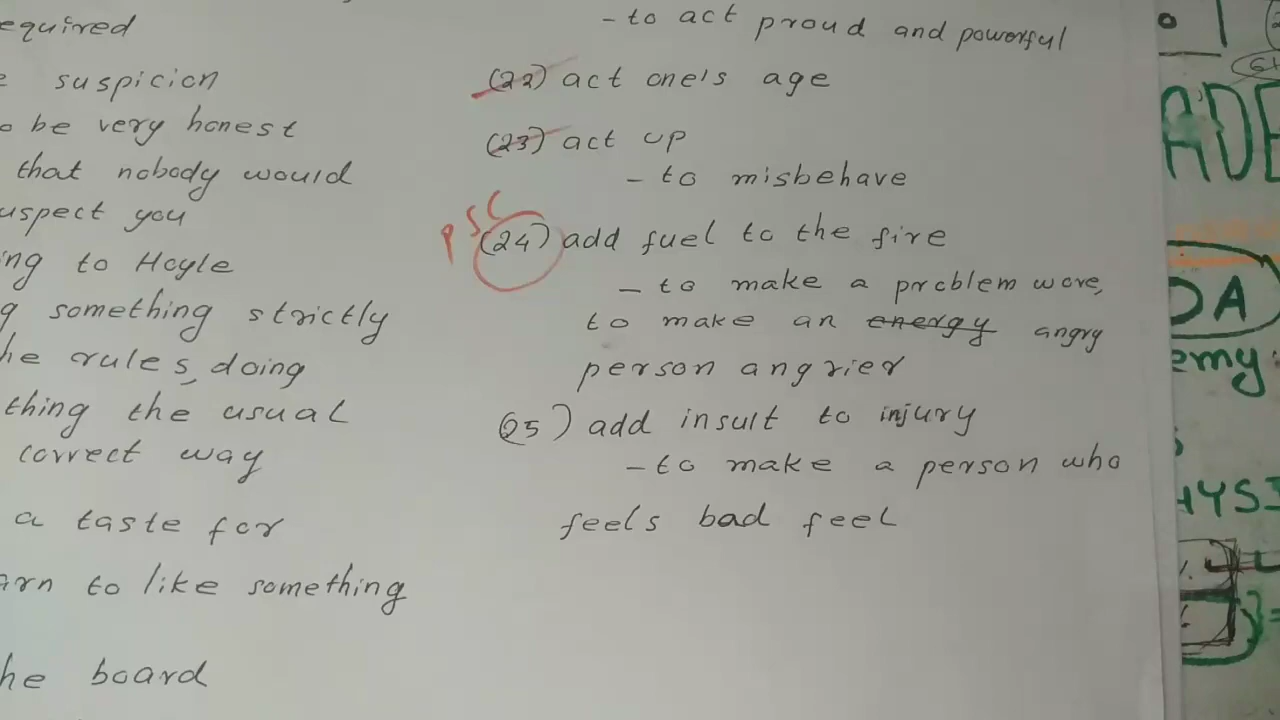 equired
suspicion
be very honest
that nobody would
uspect you
ng to Hoyle
g something strictly
he rules, doing
thing the usual
correct way
a taste for
arn to like something
he board
- to act proud and powerful
(22) act one's age
(23) act up
- to misbehave
PSC
(24) add fuel to the fire
- to make a problem wore,
to make an energy angry
person angrier
(25) add insult to injury
- to make a person who
feels bad feel
ADE
DA
emy
HYSI